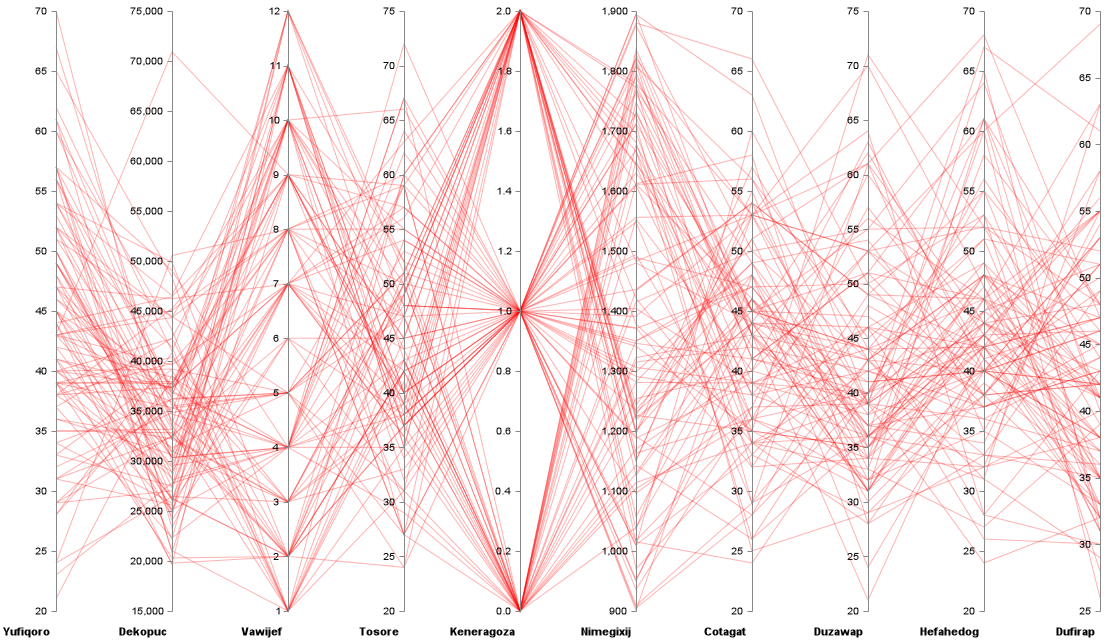 70 65 60 55 50 45 40 35 30 25 20
75,000 70,000 65,000 60,000 55,000 50,000 45,000 40,000 35,000 30,000 25,000 20,000 15,000
12 11 10 9 8 7 6 5 4 3 2 1
75 70 65 60 55 50 45 40 35 30 25 20
2.0 1.8 1.6 1.4 1.2 1.0 0.8 0.6 0.4 0.2 0.0
1,900 1,800 1,700 1,600 1,500 1,400 1,300 1,200 1,100 1,000 900
70 65 60 55 50 45 40 35 30 25 20
75 70 65 60 55 50 45 40 35 30 25 20
70 65 60 55 50 45 40 35 30 25 20
70 65 60 55 50 45 40 35 30 25
Yufiqoro Dekopuc Vawijef Tosore Keneragoza Nimegixij Cotagat Duzawap Hefahedog Dufirap